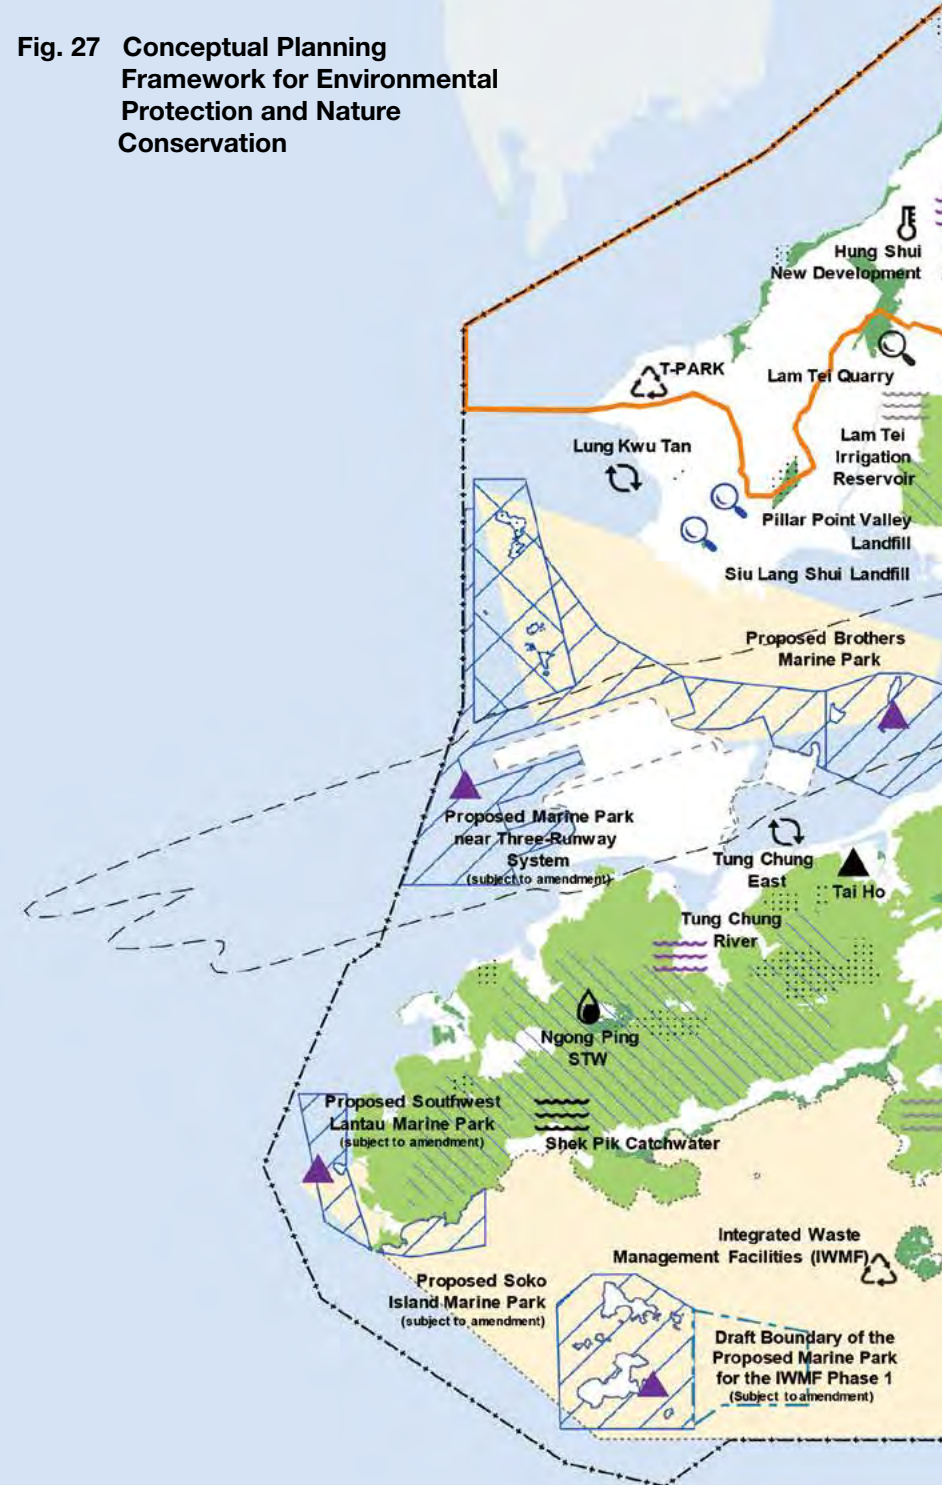 Fig. 27 Conceptual Planning
Framework for Environmental
Protection and Nature
Conservation
Hung Shui
New Development
T-PARK
Lam Tei Quarry
Lung Kwu Tan
Lam Tei
Irrigation
Reservoir
Pillar Point Valley
Landfill
Siu Lang Shui Landfill
Proposed Brothers
Marine Park
Proposed Marine Park
near Three-Runway
System
(subject to amendment)
Tung Chung
East
Tai Ho
Tung Chung
River
Ngong Ping
STW
Proposed Southwest
Lantau Marine Park
(subject to amendment)
Shek Pik Catchwater
Integrated Waste
Management Facilities (IWMF)
Proposed Soko
Island Marine Park
(subject to amendment)
Draft Boundary of the
Proposed Marine Park
for the IWMF Phase 1
(Subject to amendment)